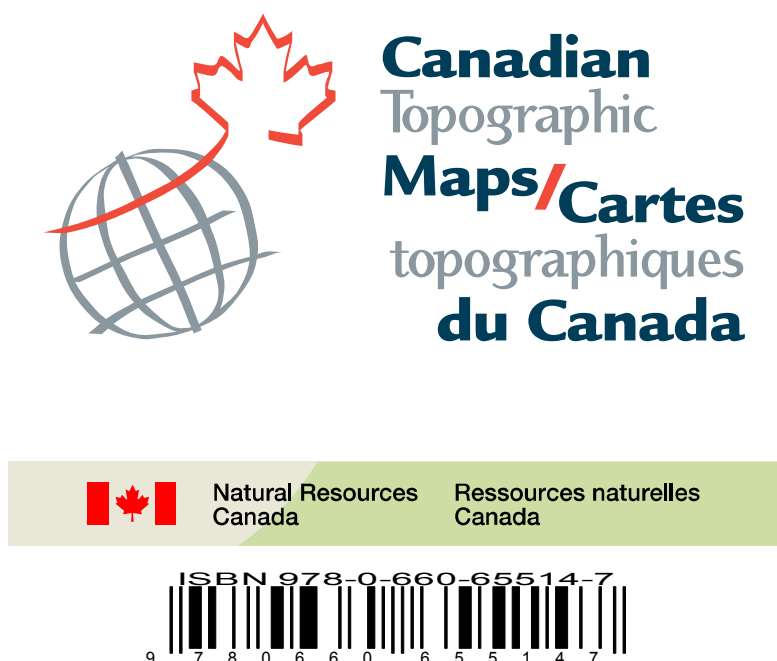 Canadian
Topographic
Maps/Cartes
topographiques
du Canada
Natural Resources
Canada
Ressources naturelles
Canada
ISBN 978-0-660-65514-7
9 780660 655147